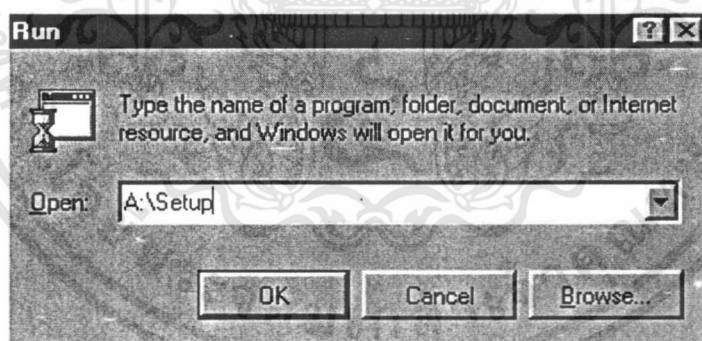 Run
Type the name of a program, folder, document, or Internet
resource, and Windows will open it for you.
Open: A:\Setup
OK Cancel Browse...